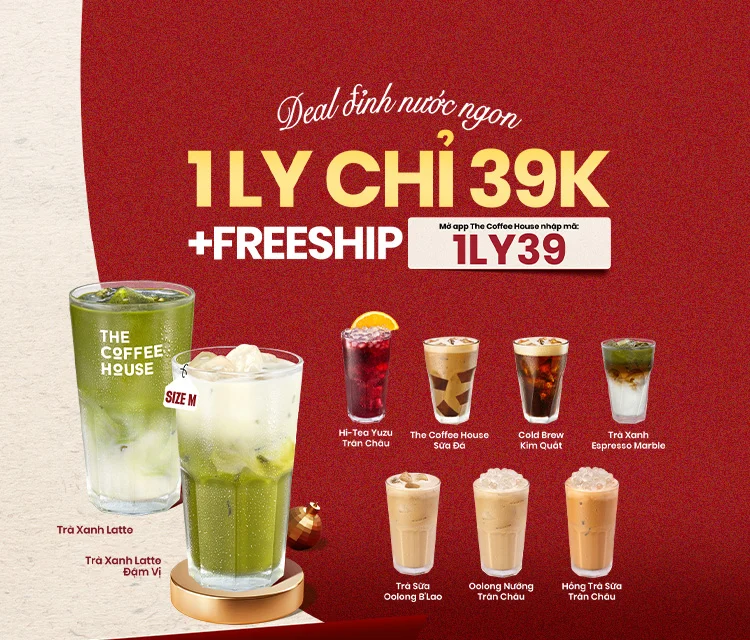 Deal đỉnh nước ngon
1 LY CHỈ 39K
+FREESHIP
Mở app The Coffee House nhập mã:
1LY39
THE
COFFEE
HOUSE
SIZE M
Trà Xanh Latte
Trà Xanh Latte
Đậm Vị
Hi-Tea Yuzu
Trân Châu
The Coffee House
Sữa Đá
Cold Brew
Kim Quất
Trà Xanh
Espresso Marble
Trà Sữa
Oolong B'Lao
Oolong Nướng
Trân Châu
Hồng Trà Sữa
Trân Châu